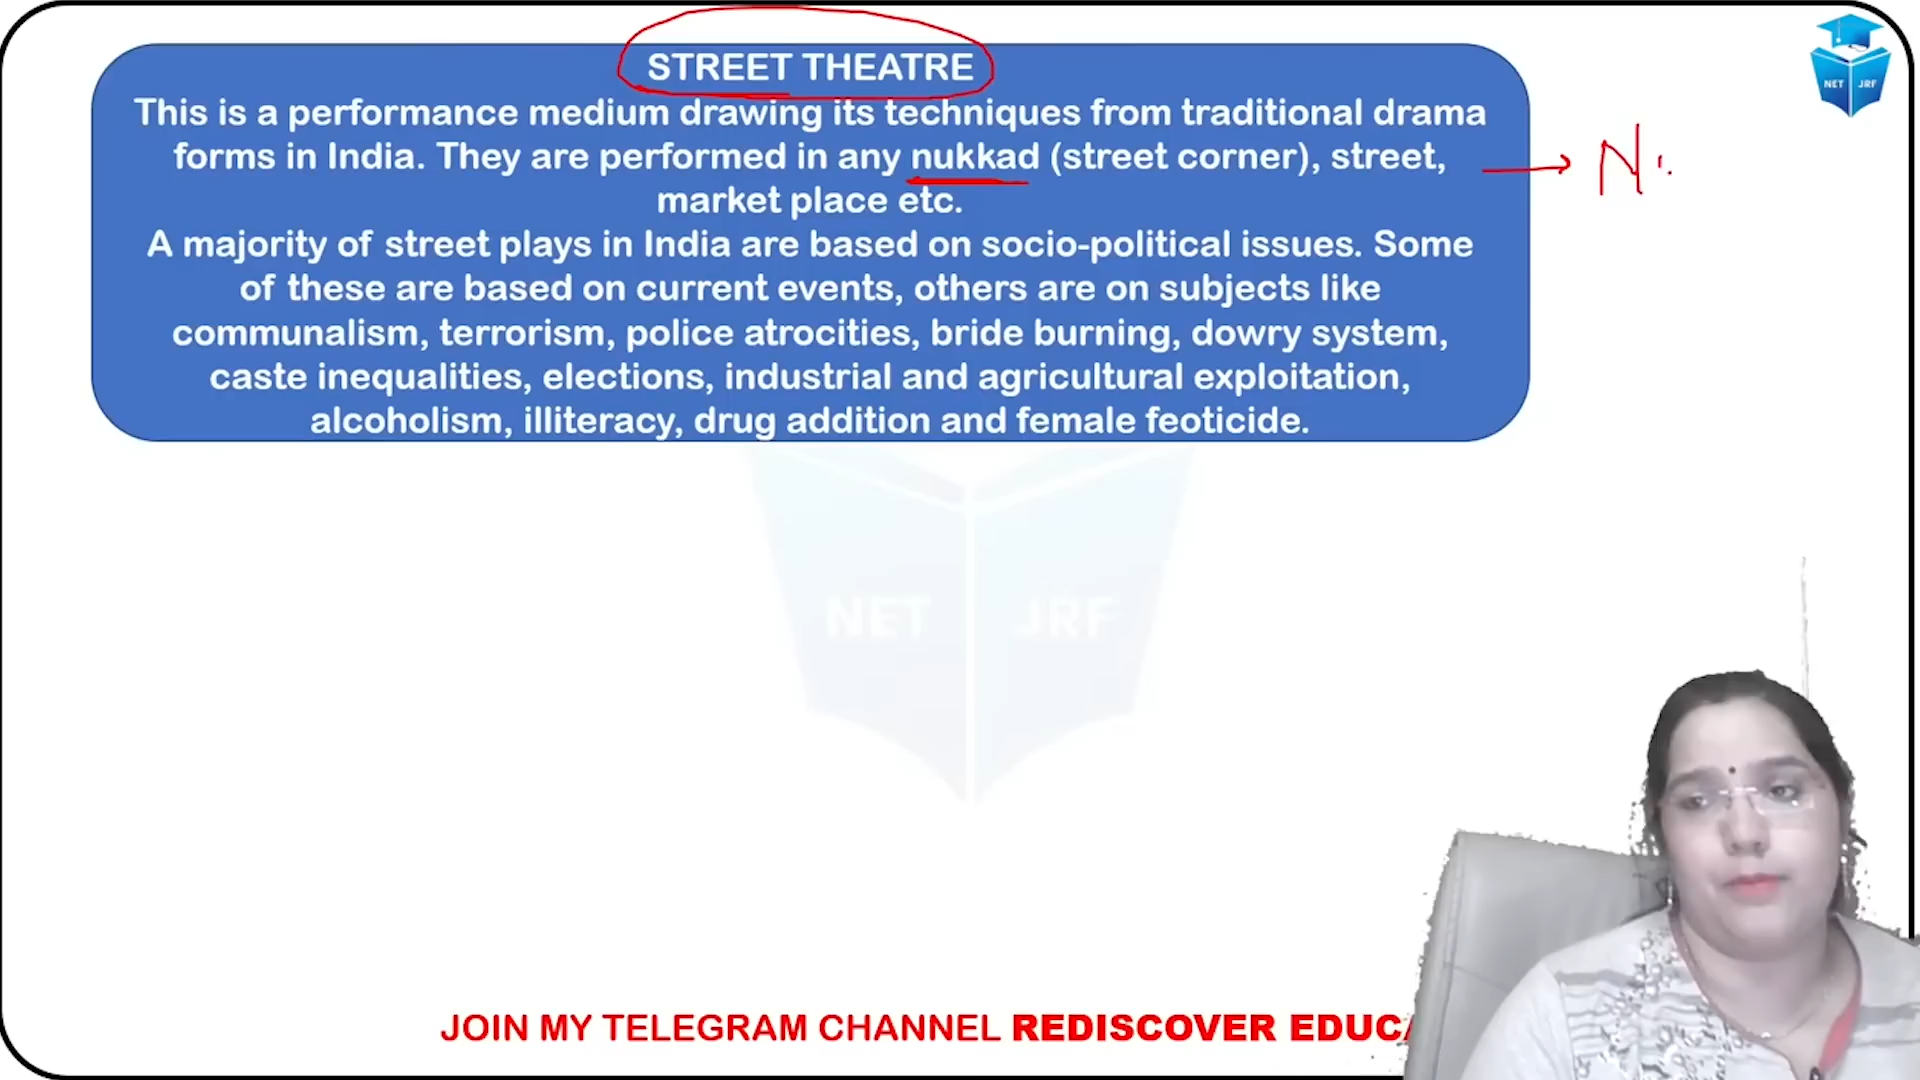 STREET THEATRE
This is a performance medium drawing its techniques from traditional drama
forms in India. They are performed in any nukkad (street corner), street,
market place etc.
A majority of street plays in India are based on socio-political issues. Some
of these are based on current events, others are on subjects like
communalism, terrorism, police atrocities, bride burning, dowry system,
caste inequalities, elections, industrial and agricultural exploitation,
alcoholism, illiteracy, drug addition and female feoticide.
N
NET JRF
NET JRF
JOIN MY TELEGRAM CHANNEL REDISCOVER EDUCA